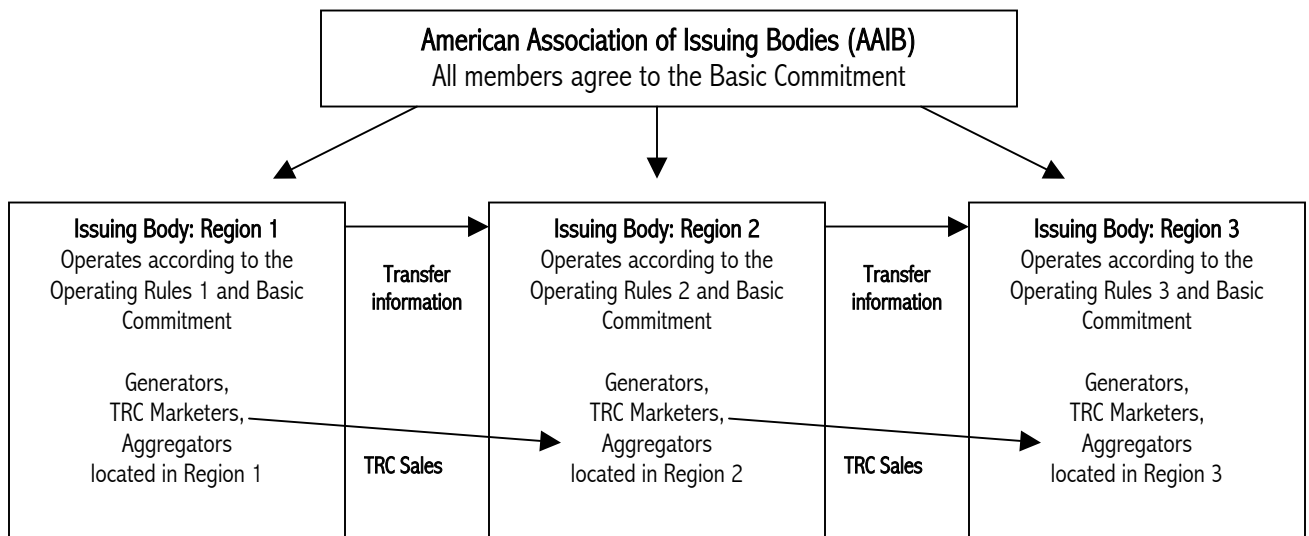 American Association of Issuing Bodies (AAIB)
All members agree to the Basic Commitment
Issuing Body: Region 1
Operates according to the
Operating Rules 1 and Basic
Commitment
Generators,
TRC Marketers,
Aggregators
located in Region 1
Transfer
information
TRC Sales
Issuing Body: Region 2
Operates according to the
Operating Rules 2 and Basic
Commitment
Generators,
TRC Marketers,
Aggregators
located in Region 2
Transfer
information
TRC Sales
Issuing Body: Region 3
Operates according to the
Operating Rules 3 and Basic
Commitment
Generators,
TRC Marketers,
Aggregators
located in Region 3